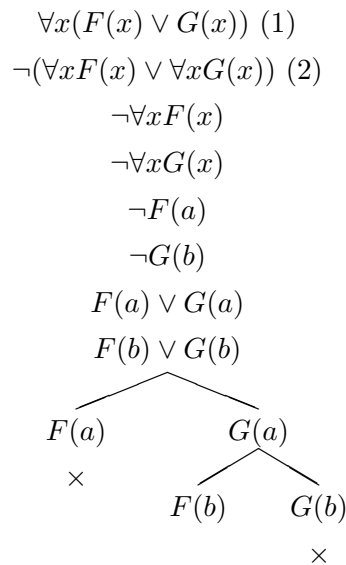 ∀x(F(x) ∨ G(x)) (1)
¬(∀xF(x) ∨ ∀xG(x)) (2)
¬∀xF(x)
¬∀xG(x)
¬F(a)
¬G(b)
F(a) ∨ G(a)
F(b) ∨ G(b)
F(a) G(a)
× F(b) G(b)
×